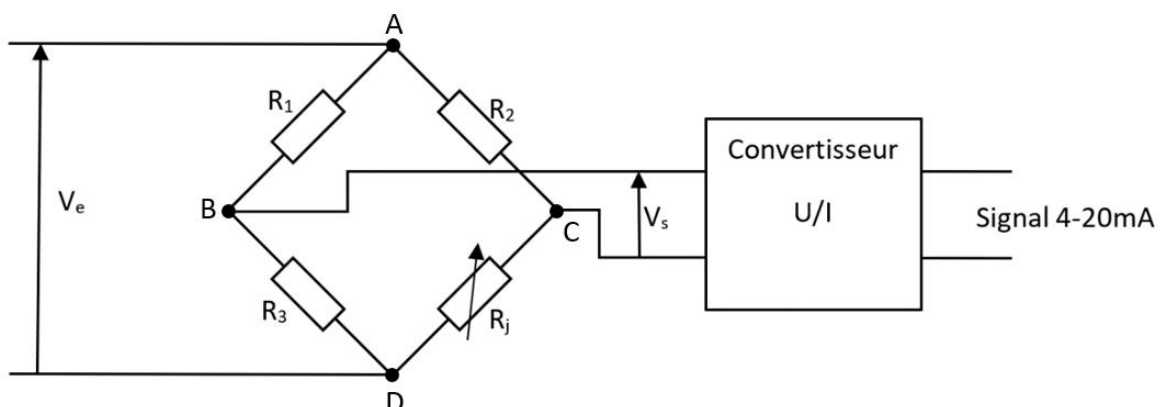 A
R₁
R₂
Convertisseur
U/I
Vₑ
B
C
Vₛ
Signal 4-20mA
R₃
Rⱼ
D